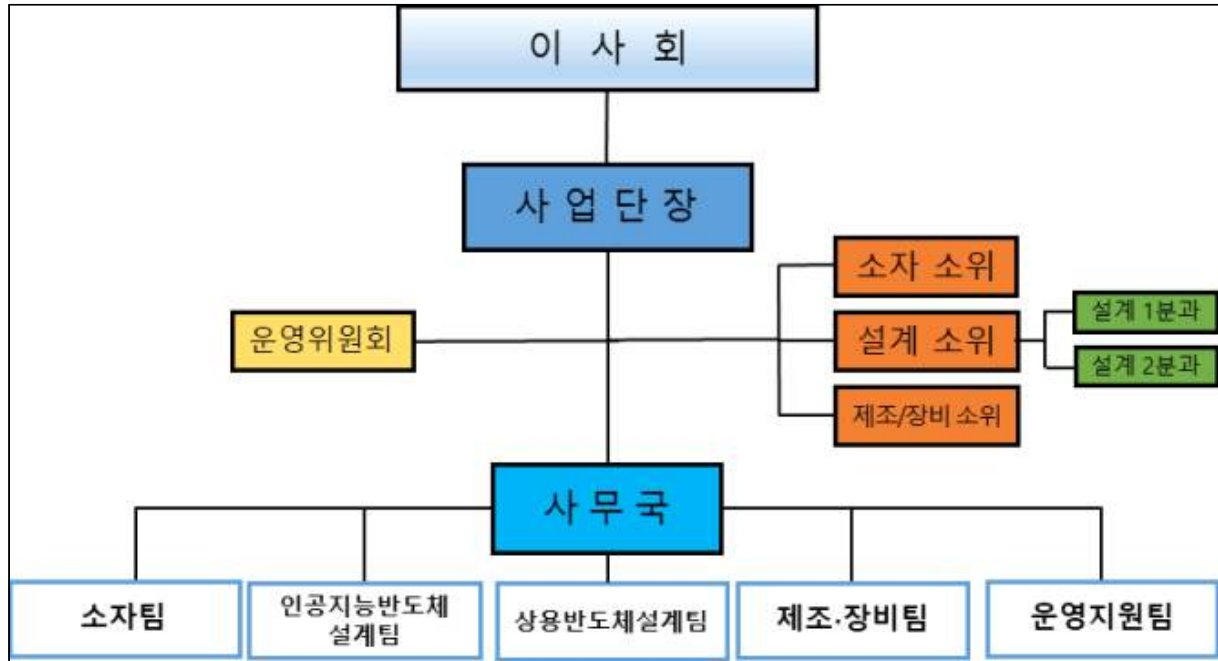 이 사 회
사 업 단 장
소자 소위
운영위원회
설계 소위
설계 1분과
설계 2분과
제조/장비 소위
사 무 국
소자팀
인공지능반도체
설계팀
상용반도체설계팀
제조·장비팀
운영지원팀